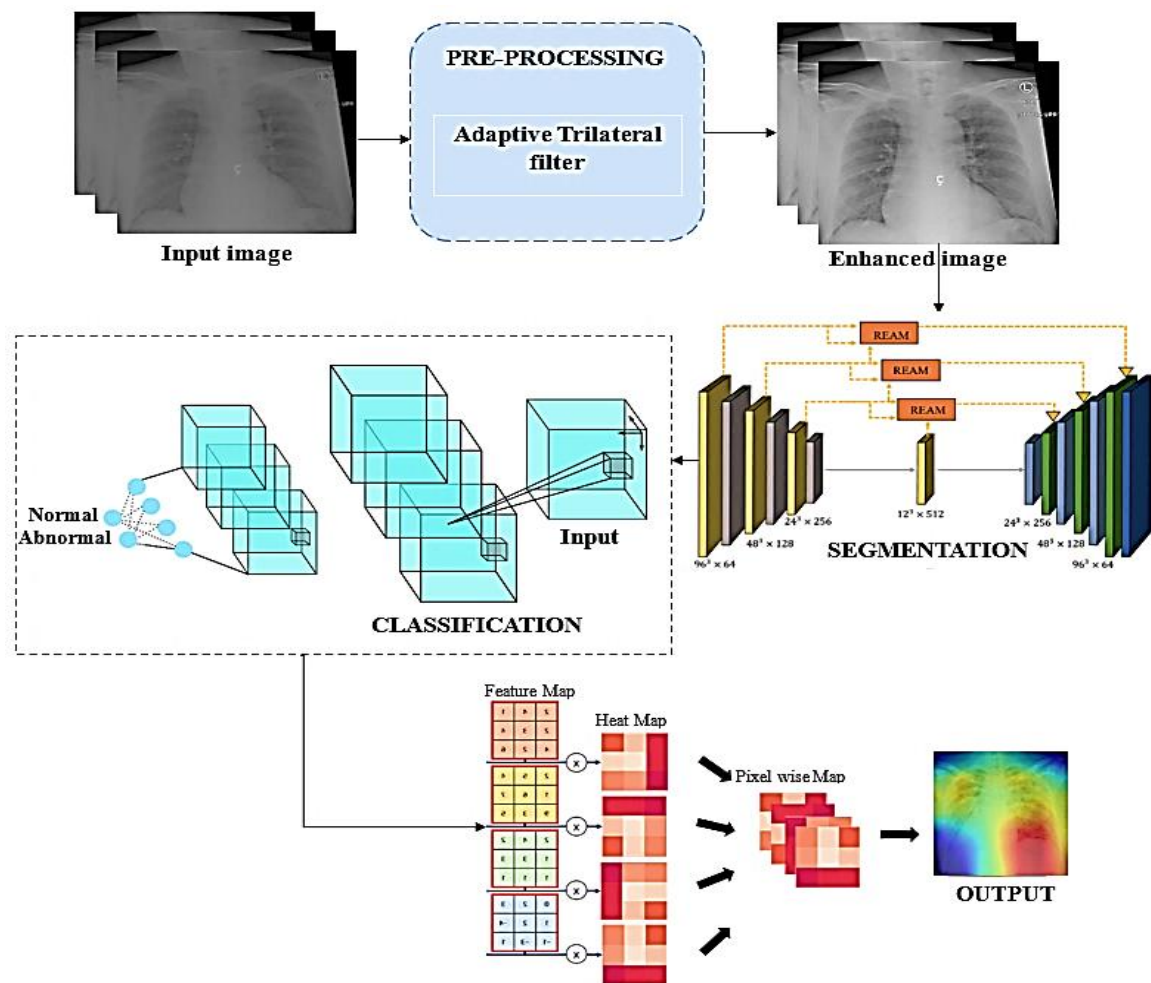 PRE-PROCESSING
Adaptive Trilateral
filter
L
Input image
L
Enhanced image
REAM
REAM
REAM
24³ × 256
48³ × 128
96³ × 64
12³ × 512
24³ × 256
48³ × 128
96³ × 64
SEGMENTATION
Normal
Abnormal
Input
CLASSIFICATION
Feature Map
Heat Map
Pixel wise Map
X
X
X
X
OUTPUT